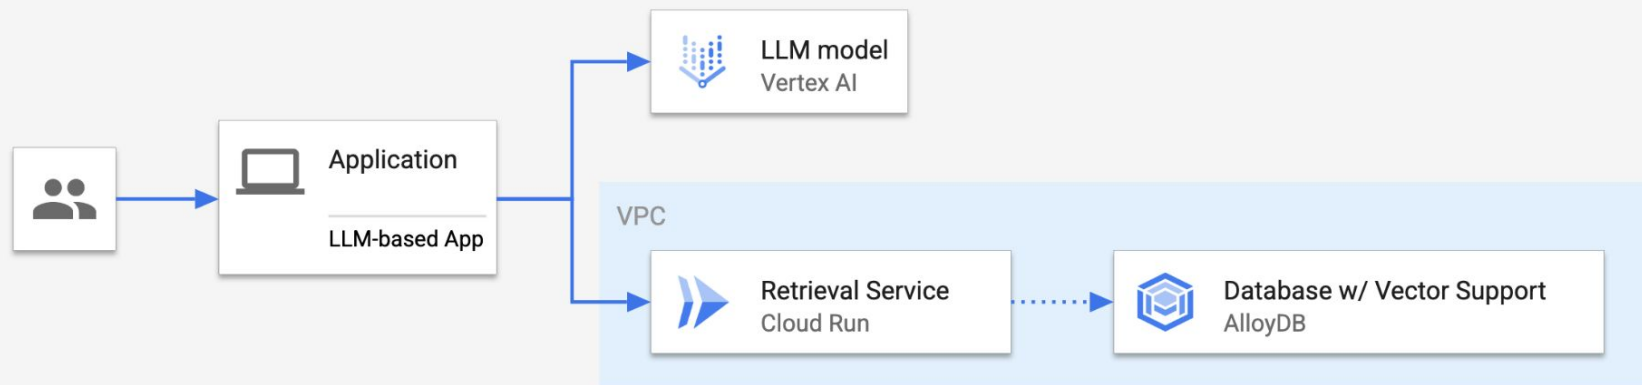 LLM model
Vertex AI
Application
LLM-based App
VPC
Retrieval Service
Cloud Run
Database w/ Vector Support
AlloyDB